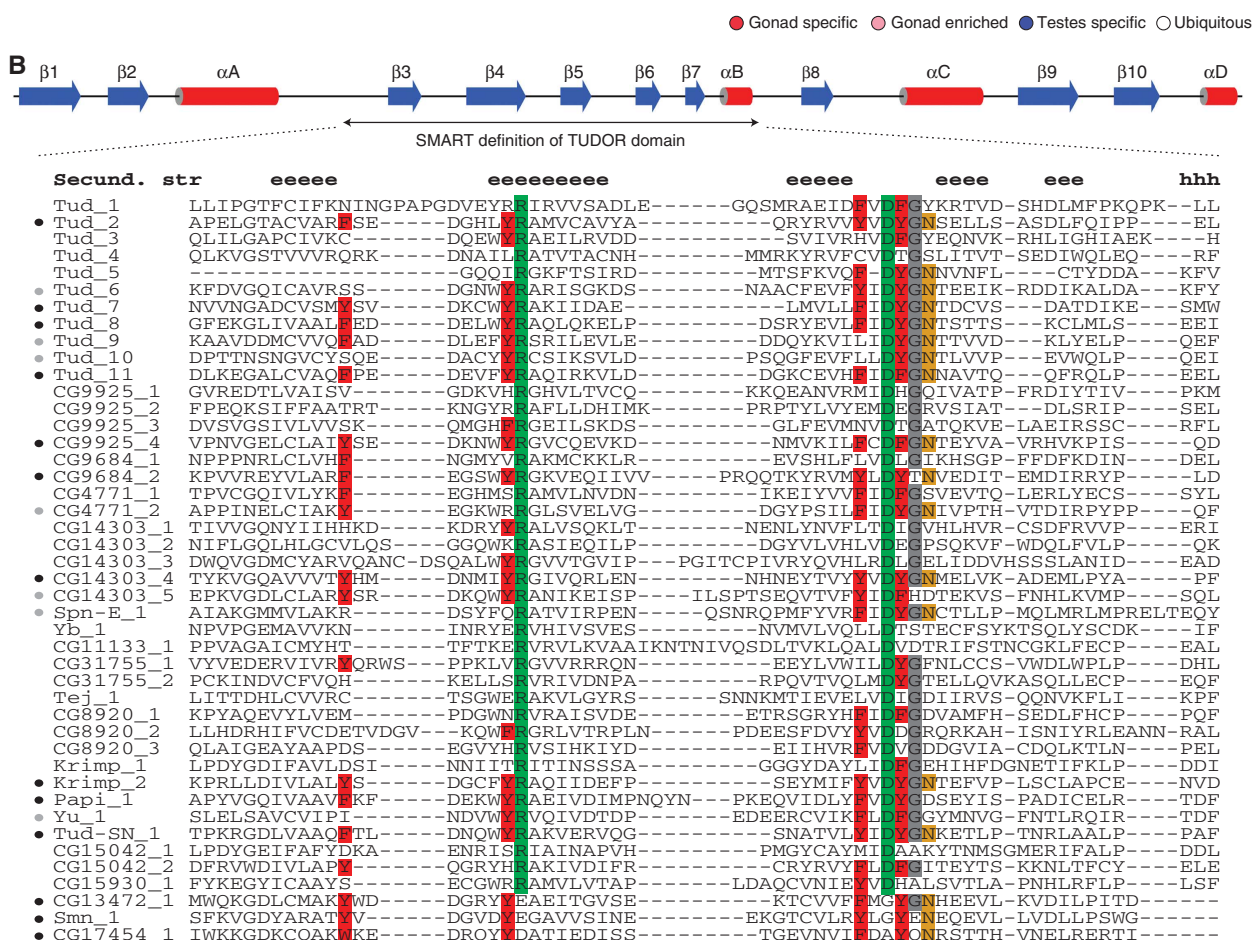 Gonad specific Gonad enriched Testes specific Ubiquitous
B
β1 β2 αA β3 β4 β5 β6 β7 αB β8 αC β9 β10 αD
SMART definition of TUDOR domain
Secund. str eeeee eeeeeeeeee eeeee eeee eee hhh
Tud_1 LLIPGTFCIFKNINGPAPGDVEYRRIRVVSADLE------GQSMRAEIDFVDFGYKRTVD-SHDLMFPKQPK--LL
Tud_2 APELGTACVARFSE-----DGHLYRAMVCAVYA-------QRYRVVYVDYGNSELLS-ASDLFQIPP---EL
Tud_3 QLILGAPCIVKC-------DQEWYRAEILRVDD-------SVIVRHVDFGYEQNVK-RHLIGHIAEK----H
Tud_4 QLKVGSTVVVRQRK-----DNAILRATVTACNH------MMRKYRVFCVDTGSLITVT-SEDIWQLEQ---RF
Tud_5 --------------------GQQIRGKFTSIRD-------MTSFKVQF-DYGNNVNFL----CTYDDA---KFV
Tud_6 KFDVGQICAVRSS------DGNWYRARISGKDS------NAACFEVFYIDYGNTEEIK-RDDIKALDA--KFY
Tud_7 NVVNGADCVSMYSV-----DKCWYRAKIIDAE--------LMVLLFIDYGNTDCVS---DATDIKE---SMW
Tud_8 GFEKGLIVAALFED-----DELWYRAQLQKELP-------DSRYEVLFIDYGNTSTTS---KCLMLS---EEI
Tud_9 KAAVDDMCVVQFAD-----DLEFYRSRILEVLE-------DDQYKVILIDYGNTTVVD---KLYELP---QEF
Tud_10 DPTTNSNGVCYSQE-----DACYYRCSIKSVLD------PSQGFEVFLLDYGNTLVVP---EVWQLP---QEI
Tud_11 DLKEGALCVAQFPE-----DEVFYRAQIRKVLD-------DGKCEVHFIDFGNNAVTQ---QFRQLP---EEL
CG9925_1 GVREDTLVAISV-------GDKVHRGHVLTVCQ------KKQEANVRMIDHGQIVATP-FRDIYTIV---PKM
CG9925_2 FPEQKSIFFAATRT-----KNGYRRAFLLDHIMK-----PRPTYLVYEMDEGRVSIAT---DLSRIP---SEL
CG9925_3 DVSVGSIVLVVSK------QMGHFRGEILSKDS-------GLFEVMNVDTGATQKVE-LAEIRSSC---RFL
CG9925_4 VPNVGELCLAIYSE-----DKNWYRGVCQEVKD-------NMVKILFCDFGNTEYVA-VRHVKPIS----QD
CG9684_1 NPPPNRLCLVHF-------NGMYVRAKMCKKLR-------EVSHLFLVDLGIKHSGP-FFDFKDIN---DEL
CG9684_2 KPVVREYVLARF-------EGSWYRGKVEQIIVV----PRQQTKYRVMYLDYTNVEDIT-EMDIRRYP---LD
CG4771_1 TPVCGQIVLYKF-------EGHMSRAMVLNVDN-------IKEIYVVFIDFGSVEVTQ-LERLYECS---SYL
CG4771_2 APPINELCIAKY-------EGKWRRGLSVELVG-------DGYPSILFIDYGNIVPTH-VTDIRPYPP---QF
CG14303_1 TIVVGQNYIIHHKD-----KDRYYRALVSQKLT------NENLYNVFLTDIGVHLHVR-CSDFRVVP---ERI
CG14303_2 NIFLGQLHLGCVLQS----GGQWKRASIEQILP-------DGYVLVHLVDEGPSQKVF-WDQLFVLP---QK
CG14303_3 DWQVGDMCYARVQANC-DSQALWYRGVVTGVIP----PGITCPIVRYQVHLRDLGELIDDVHSSSLANID---EAD
CG14303_4 TYKVGQAVVVTYHM-----DNMIYRGIVQRLEN------NHNEYTVYYVDYGNMELVK-ADEMLPYA---PF
CG14303_5 EPKVGDLCLARYSR-----DKQWYRANIKEISP----ILSPTSEQVTVFYIDFHDTEKVS-FNHLKVMP---SQL
Spn-E_1 AIAKGMMVLAKR-------DSYFQRATVIRPEN-----QSNRQPMFYVRFIDYGNCTLLP-MQLMRLMPRELTEQY
Yb_1 NPVPGEMAVVKN-------INRYERVHIVSVES-------NVMVLVQLLDTSTECFSYKTSQLYSCDK---IF
CG11133_1 PPVAGAICMYHT-------TFTKERVRVLKVAAIKNTNIVQSDLTVKLQALDVDTRIFSTNCGKLFECP---EAL
CG31755_1 VYVEDERVIVRYQRWS---PPKLVRGVVRRRQN-------EEYLVWILDYGFNLCCS-VWDLWPLP---DHL
CG31755_2 PCKINDVCFVQH-------KELLSRVRIVDNPA-------RPQVTVQLMDYGTELLQVKASQLLECP---EQF
Tej_1 LITTDHLCVVRC-------TSGWERAKVLGYRS-----SNNKMTIEVELVDILDIIRVS-QQNVKFLI---KPF
CG8920_1 KPYAQEVYLVEM-------PDGWNRVRAISVDE------ETRSGRYHFIDFGDVAMFH-SEDLFHCP---PQF
CG8920_2 LLHDRHIFVCDETVDGV--KQWFRGRLVTRPLN------PDEESFDVYYVDDGRQRKAH-ISNIYRLEANN-RAL
CG8920_3 QLAIGEAYAAPDS------EGVYHRVSIHKIYD-------EIIHVRFVDVGDDGVIA-CDQLKTLN---PEL
Krimp_1 LPDYGDIFAVLDSI-----NNIITRITINSSSA-------GGGYDAYLIDFGEHIHFDGNETIFKLP---DD
Krimp_2 KPRLLDIVLALYS------DGCFYRAQIIDEFP-------SEYMIFYVDYGNTEFVP-LSCLAPCE---NVD
Papi_1 APYVGQIVAAVFKF-----DEKWYRAEIVDIMPNQYN---PKEQVIDLYFVDYGDSEYIS-PADICELR---TDF
Yu_1 SLELSAVCVIPI-------NDVWYRVQIVDTDP------EDEERCVIKFLDFGGYMNVG-FNTLRQIR---TDF
Tud-SN_1 TPKRGDLVAAQFTL-----DNQWYRAKVERVQG-------SNATVLYIDYGNKETLP-TNRLAALP---PAF
CG15042_1 LPDYGEIFAFYDKA-----ENRISRIAINAPVH-------PMGYCAYMIDAAKYTNMSGMERIFALP---DDL
CG15042_2 DFRVWDIVLAPY-------QGRYHRAKIVDIFR-------CRYRVYFLDFGITEYTS-KKNLTFCY---ELE
CG15930_1 FYKEGYICAAYS-------ECGWRRAMVLVTAP------LDAQCVNIEYVDHALSVTLA-PNHLRFLP---LSF
CG13472_1 MWQKGDLCMAKYWD-----DGRYYEAEITGVSE-------KTCVVFFMGYGNHEEVL-KVDILPITD------
Smn_1 SFKVGDYARATYV------DGVDYEGAVVSINE------EKGTCVLRYLGYENEQEVL-LVDLLPSWG------
CG17454_1 IWKKGDKCOAKWKE-----DROYYDATIEDISS-------TGEVNVIFDAYONRSTTH-VNELRERTI------